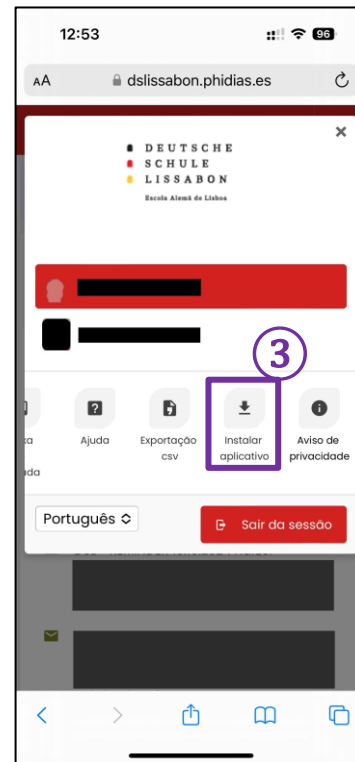 12:53
96
AA dslissabon.phidias.es
×
DEUTSCHE
SCHULE
LISSABON
Escola Alemã de Lisboa
3
Ajuda
Exportação
csv
Instalar
aplicativo
Aviso de
privacidade
Português
Sair da sessão